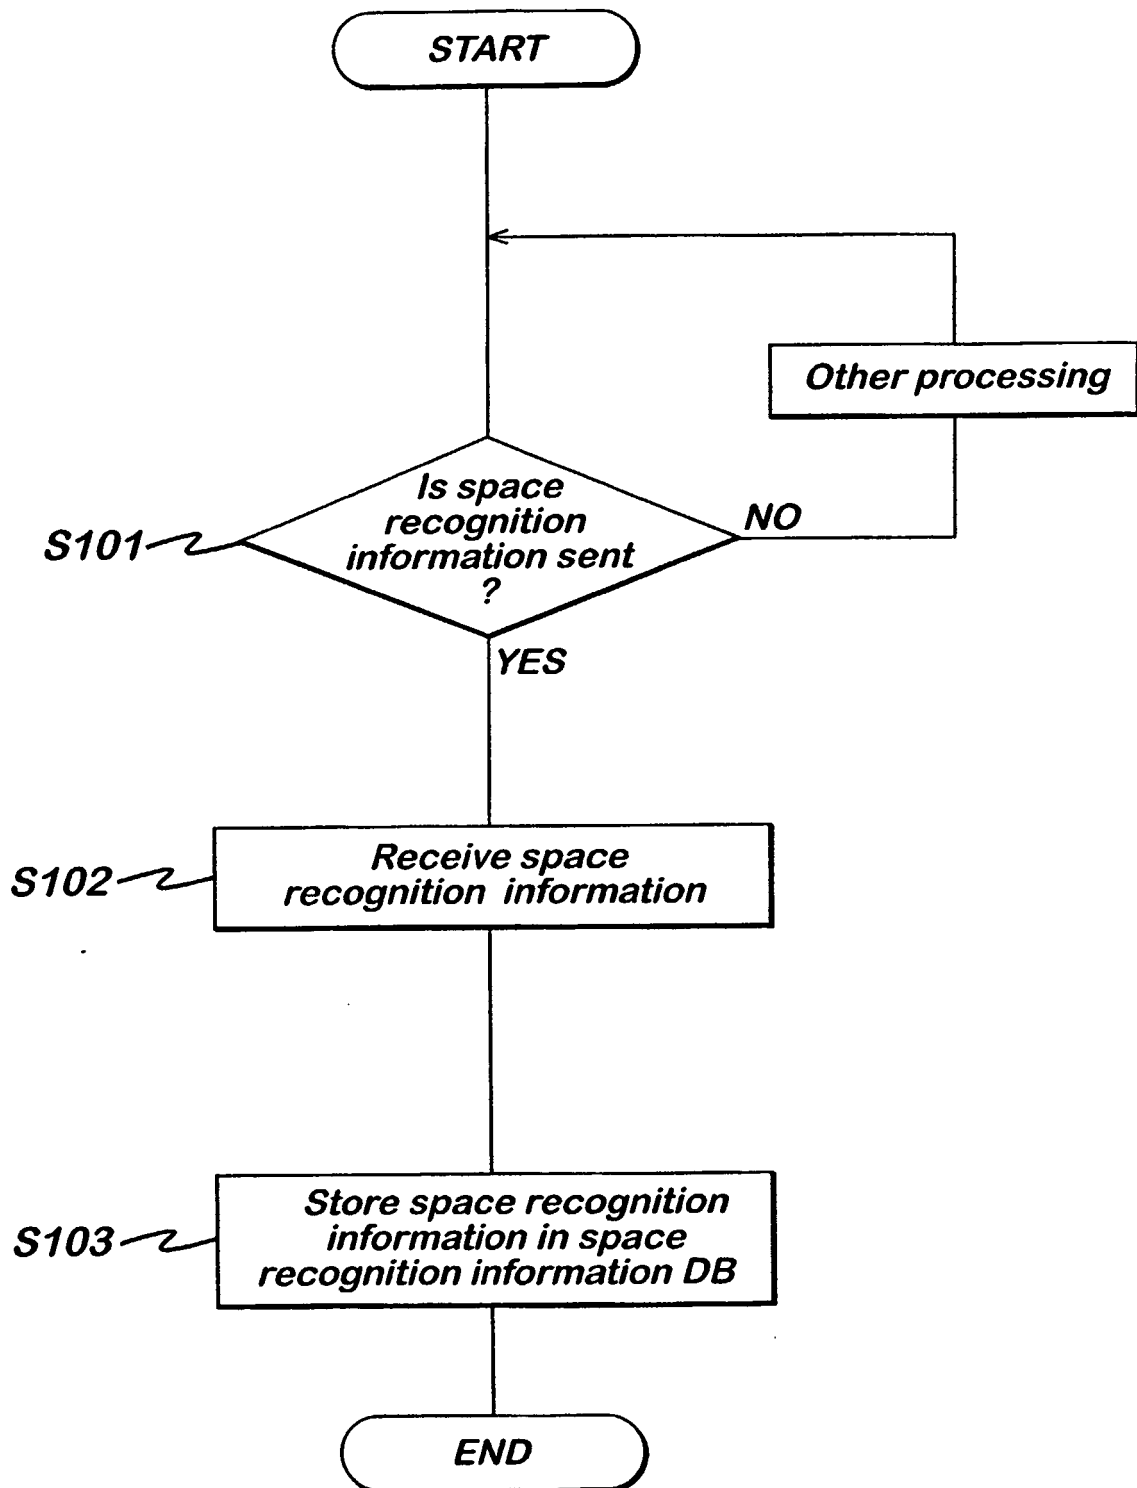 START
Other processing
Is space
recognition
information sent
?
NO
S101
YES
S102
Receive space
recognition information
S103
Store space recognition
information in space
recognition information DB
END